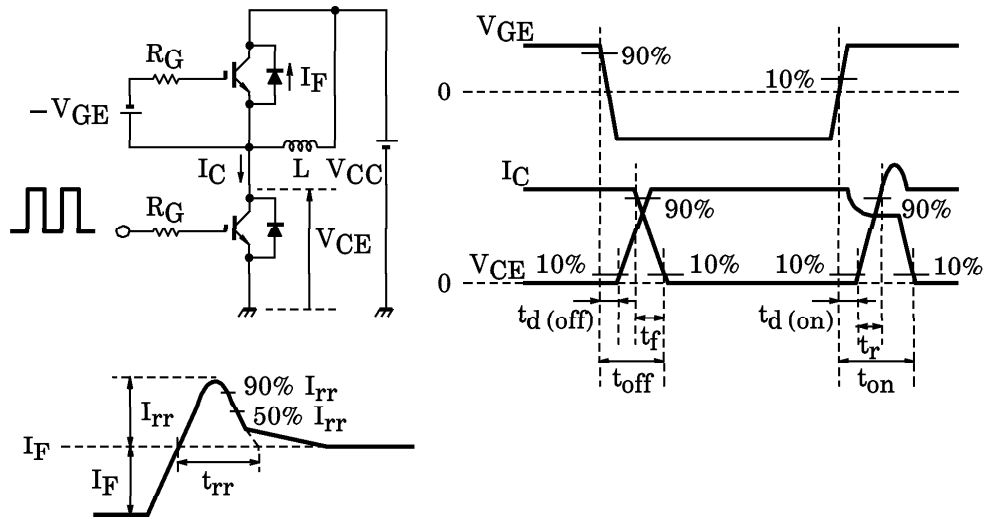 R_G
I_F
−V_GE
I_C
L
V_CC
R_G
V_CE
V_GE
90%
10%
0
I_C
90%
90%
V_CE
10%
10%
10%
10%
0
t_d (off)
t_f
t_d (on)
t_r
t_off
t_on
90% I_rr
50% I_rr
I_rr
I_F
I_F
t_rr